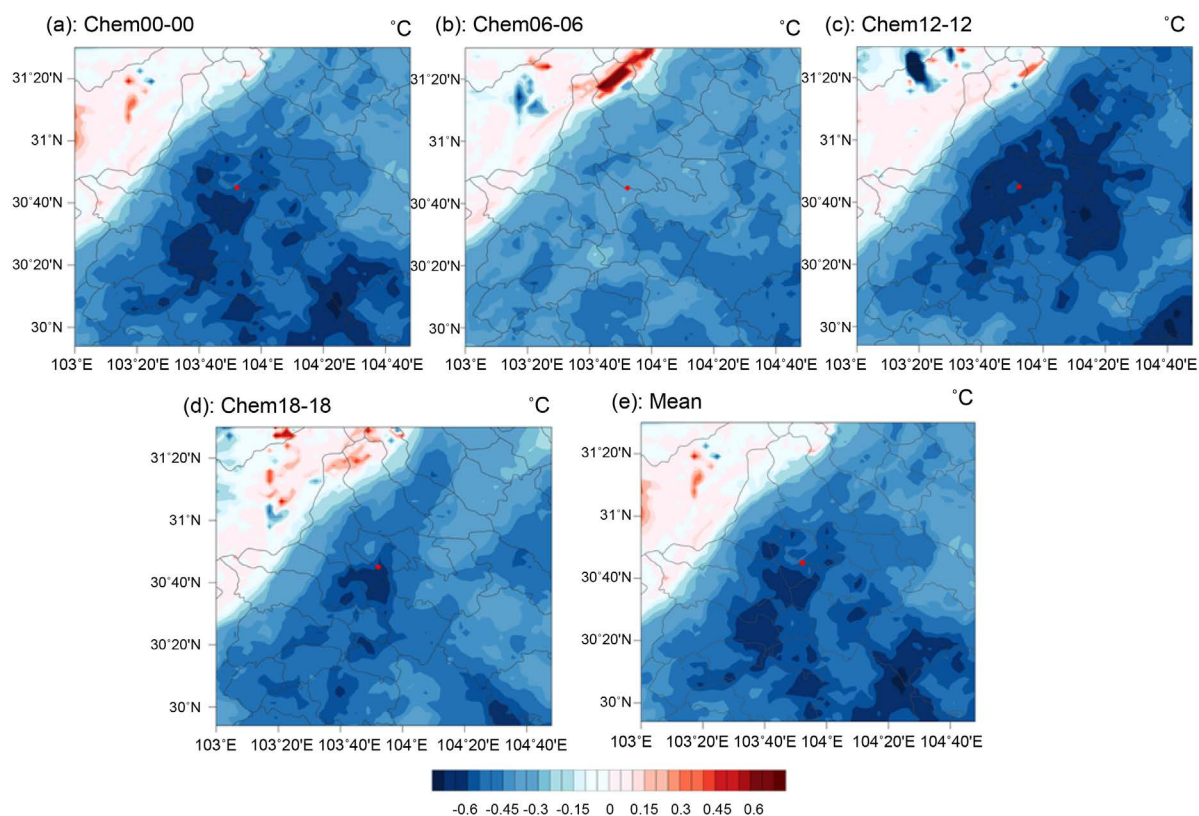 (a): Chem00-00 °C (b): Chem06-06 °C (c): Chem12-12 °C
31°20'N 31°20'N 31°20'N
31°N 31°N 31°N
30°40'N 30°40'N 30°40'N
30°20'N 30°20'N 30°20'N
30°N 30°N 30°N
103°E 103°20'E 103°40'E 104°E 104°20'E 104°40'E 103°E 103°20'E 103°40'E 104°E 104°20'E 104°40'E 103°E 103°20'E 103°40'E 104°E 104°20'E 104°40'E
(d): Chem18-18 °C (e): Mean °C
31°20'N 31°20'N
31°N 31°N
30°40'N 30°40'N
30°20'N 30°20'N
30°N 30°N
103°E 103°20'E 103°40'E 104°E 104°20'E 104°40'E 103°E 103°20'E 103°40'E 104°E 104°20'E 104°40'E
-0.6 -0.45 -0.3 -0.15 0 0.15 0.3 0.45 0.6